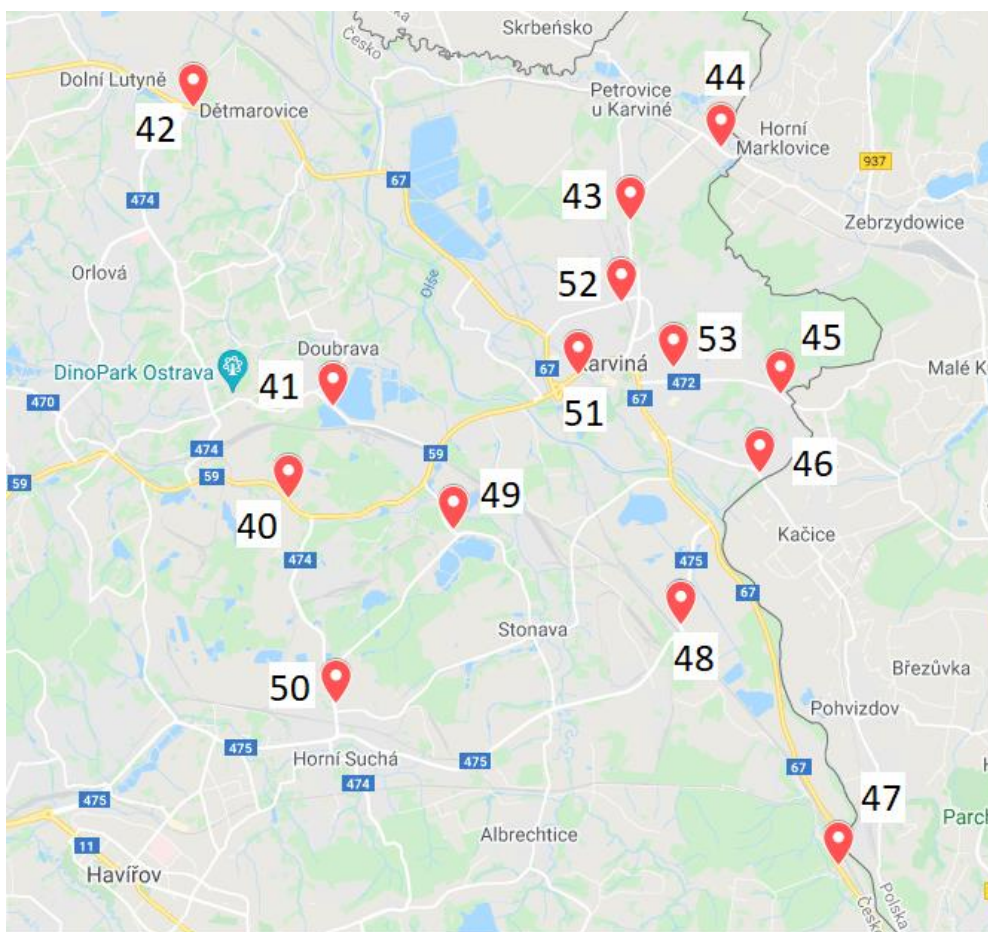 Skrbeńsko
Česko
Dolní Lutyně
Dětmarovice
42
Petrovice
u Karviné
44
Horní
Marklovice
937
67
474
43
Zebrzydowice
Orlová
Olše
52
Doubrava
DinoPark Ostrava
41
67
Karviná
53
45
472
Malé K
470
51
67
474
59
59
59
46
40
49
Kačice
474
475
67
Stonava
48
Březůvka
50
Pohvizdov
475
Horní Suchá
475
67
474
47
475
Albrechtice
Parch
11
Havířov
Polska
Česk